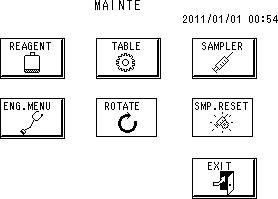 MAINTE
2011/01/01 00:54
REAGENT
TABLE
SAMPLER
ENG.MENU
ROTATE
SMP.RESET
EXIT